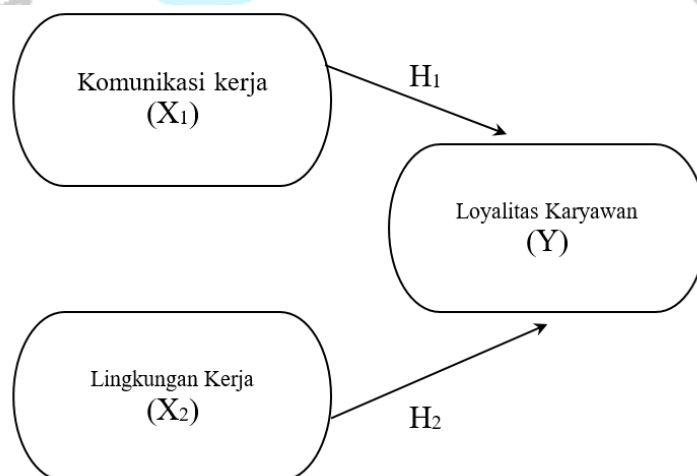 Komunikasi kerja
(X₁)
H₁
Loyalitas Karyawan
(Y)
Lingkungan Kerja
(X₂)
H₂